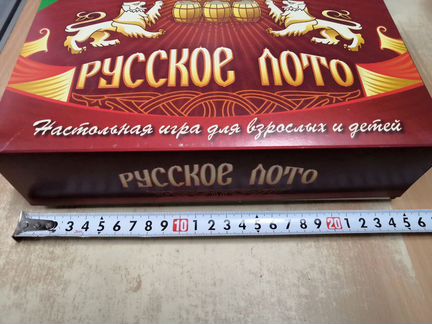 РУССКОЕ ЛОТО
Настольная игра для взрослых и детей
РУССКОЕ ЛОТО
3 4 5 6 7 8 9 10 1 2 3 4 5 6 7 8 9 20 1 2 3 4 5 6